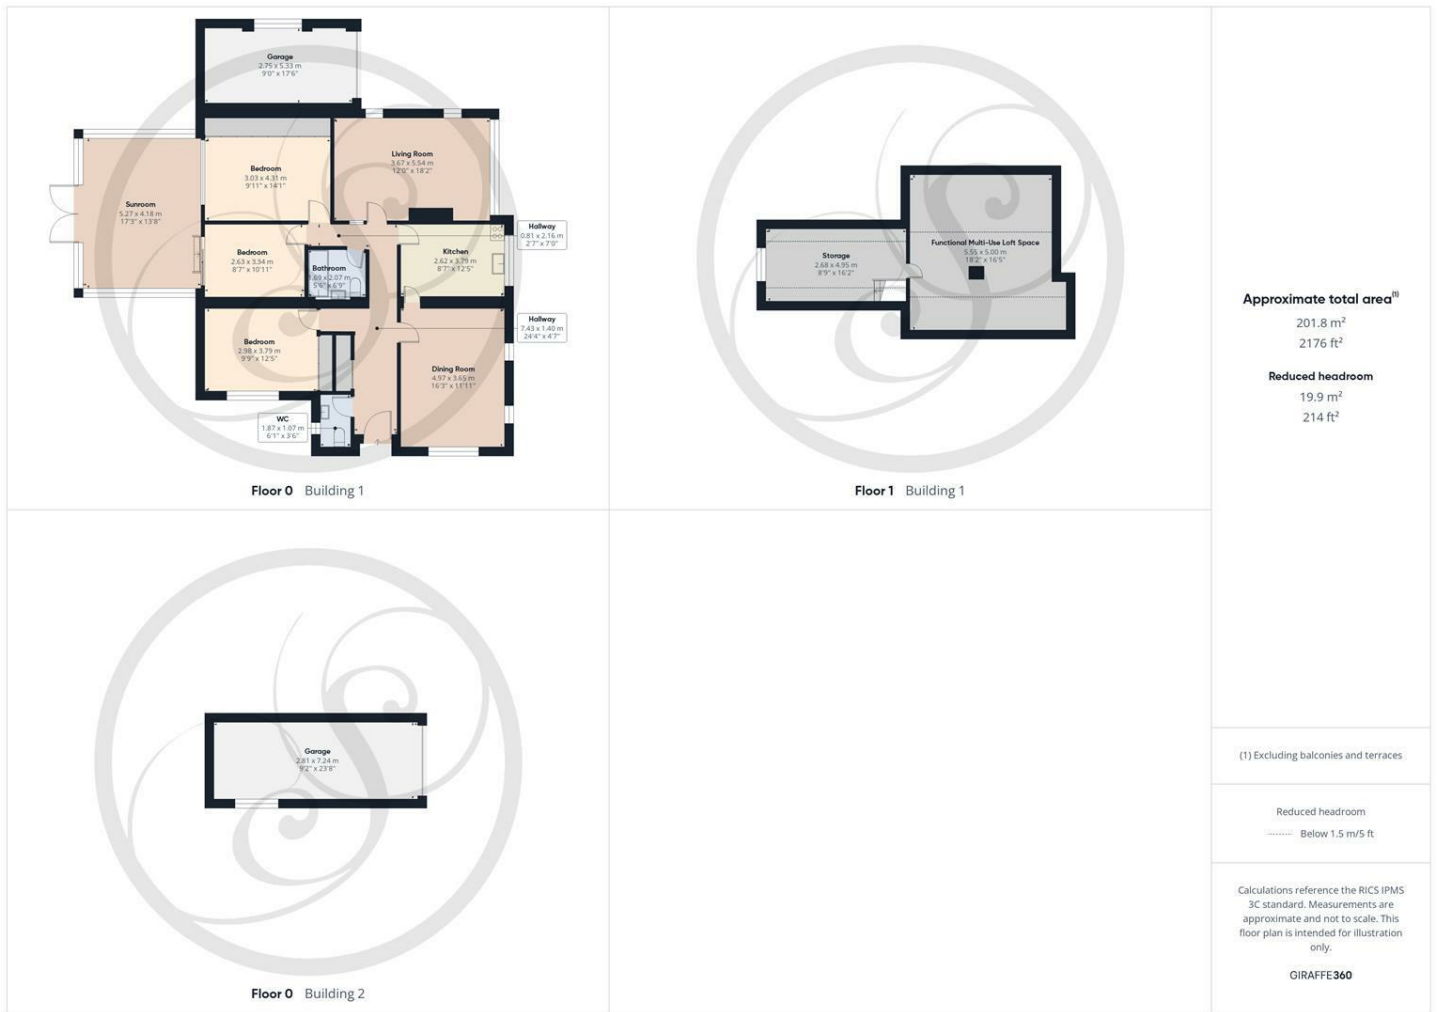 Garage
2.75 x 5.33 m
9'0" x 17'6"
Bedroom
3.03 x 4.31 m
9'11" x 14'1"
Living Room
3.67 x 5.54 m
12'0" x 18'2"
Sunroom
5.27 x 4.18 m
17'3" x 13'8"
Hallway
0.81 x 2.16 m
2'7" x 7'0"
Bedroom
2.63 x 3.34 m
8'7" x 10'11"
Bathroom
1.69 x 2.07 m
5'6" x 6'9"
Kitchen
2.62 x 3.79 m
8'7" x 12'5"
Hallway
7.43 x 1.40 m
24'4" x 4'7"
Bedroom
2.98 x 3.79 m
9'9" x 12'5"
Dining Room
4.97 x 3.65 m
16'3" x 11'11"
WC
1.87 x 1.07 m
6'1" x 3'6"
Floor 0 Building 1
Functional Multi-Use Loft Space
5.55 x 5.00 m
18'2" x 16'5"
Storage
2.68 x 4.95 m
8'9" x 16'2"
Floor 1 Building 1
Garage
2.81 x 7.24 m
9'2" x 23'8"
Floor 0 Building 2
Approximate total area(1)
201.8 m²
2176 ft²
Reduced headroom
19.9 m²
214 ft²
(1) Excluding balconies and terraces
Reduced headroom
Below 1.5 m/5 ft
Calculations reference the RICS IPMS
3C standard. Measurements are
approximate and not to scale. This
floor plan is intended for illustration
only.
GIRAFFE360